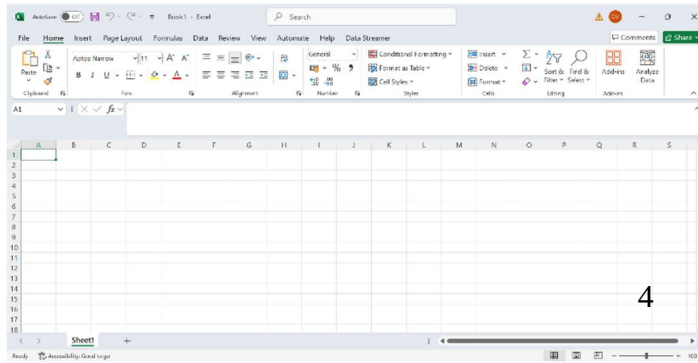 AutoSave Off Book1 - Excel Search
File Home Insert Page Layout Formulas Data Review View Automate Help Data Streamer Comments Share
Paste Aptos Narrow 11 A A General Conditional Formatting Insert Σ
B I U A % 9 Format as Table Delete Sort & Find & Add-ins Analyze
Cell Styles Format Filter Select Data
Clipboard Font Alignment Number Styles Cells Editing Add-ins
A1 fx
A B C D E F G H I J K L M N O P Q R S
1
2
3
4
5
6
7
8
9
10
11
12
13
14
15
16
17
18
4
Sheet1 +
Ready Accessibility: Good to go